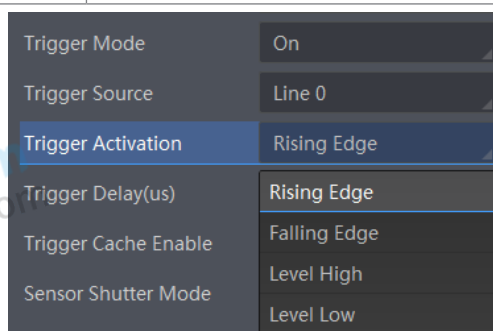 Trigger Mode On
Trigger Source Line 0
Trigger Activation Rising Edge
Trigger Delay(us) Rising Edge
Trigger Cache Enable Falling Edge
Level High
Sensor Shutter Mode
Level Low